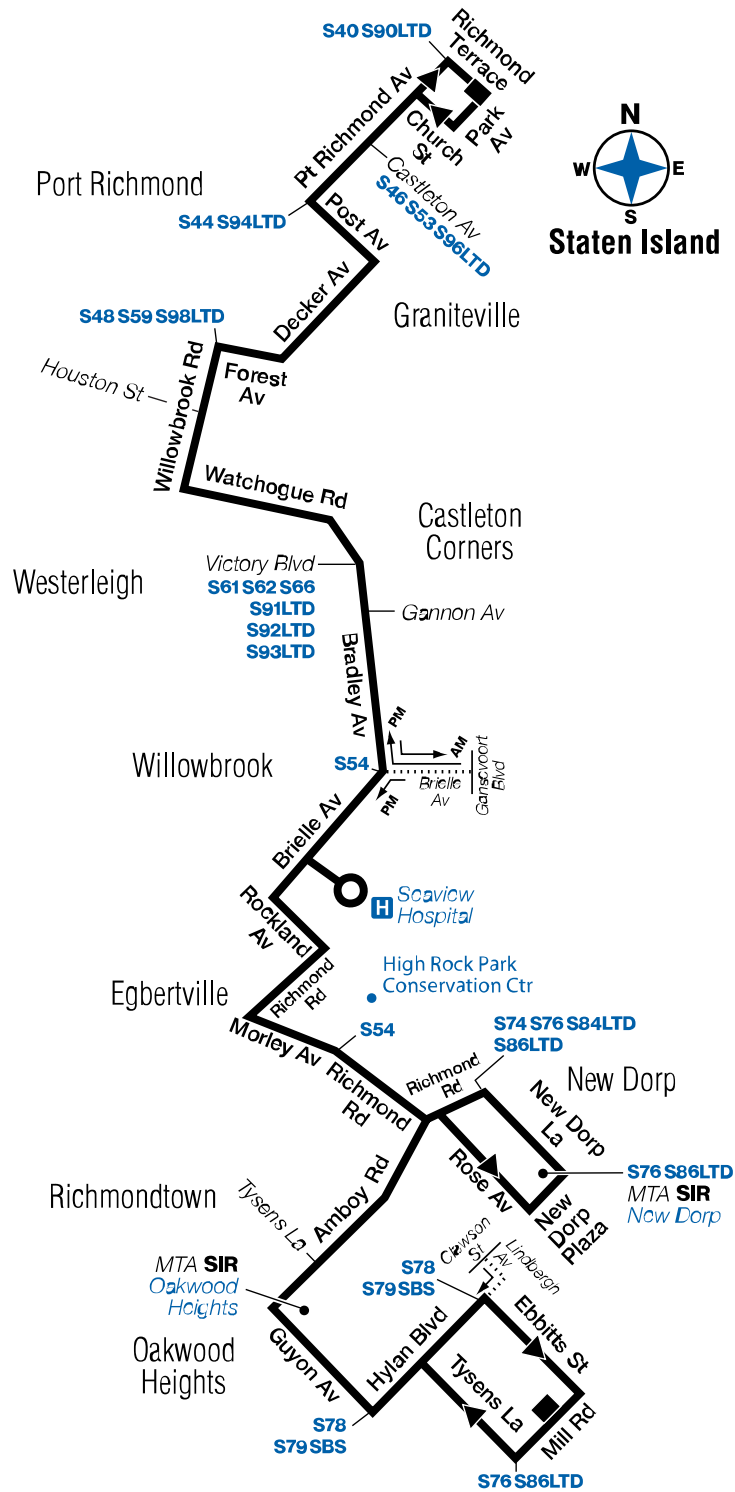 S40 S90LTD
Richmond
Terrace
Pt Richmond Av
Church
St
Park
Av
N
W
E
S
Staten Island
Port Richmond
Castleton Av
S46 S53 S96LTD
S44 S94LTD
Post Av
Decker Av
Graniteville
S48 S59 S98LTD
Forest
Av
Houston St
Willowbrook Rd
Watchogue Rd
Castleton
Corners
Westerleigh
Victory Blvd
S61 S62 S66
S91LTD
S92LTD
S93LTD
Gannon Av
Bradley Av
PM
AM
Willowbrook
S54
PM
Brielle
Av
Gansevoort
Blvd
Brielle Av
H
Seaview
Hospital
Rockland
Av
Richmond
Rd
High Rock Park
Conservation Ctr
Egbertville
Morley Av
S54
S74 S76 S84LTD
S86LTD
Richmond
Rd
Richmond
Rd
New Dorp
New Dorp
La
Rose Av
New
Dorp
Plaza
S76 S86LTD
MTA SIR
New Dorp
Richmondtown
Amboy Rd
Tysens La
MTA SIR
Oakwood
Heights
Clawson
St
Lindbergh
Av
S78
S79SBS
Ebbitts St
Hylan Blvd
Oakwood
Heights
Guyon Av
Tysens La
Mill Rd
S78
S79SBS
S76 S86LTD